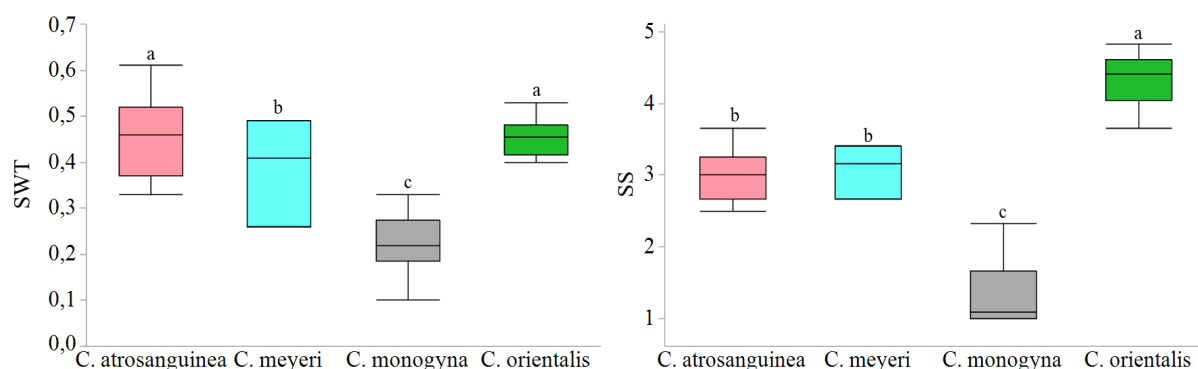 SWT
0,7
0,6
0,5
0,4
0,3
0,2
0,1
0,0
a
b
c
a
C. atrosanguinea C. meyeri C. monogyna C. orientalis
SS
5
4
3
2
1
b
b
c
a
C. atrosanguinea C. meyeri C. monogyna C. orientalis